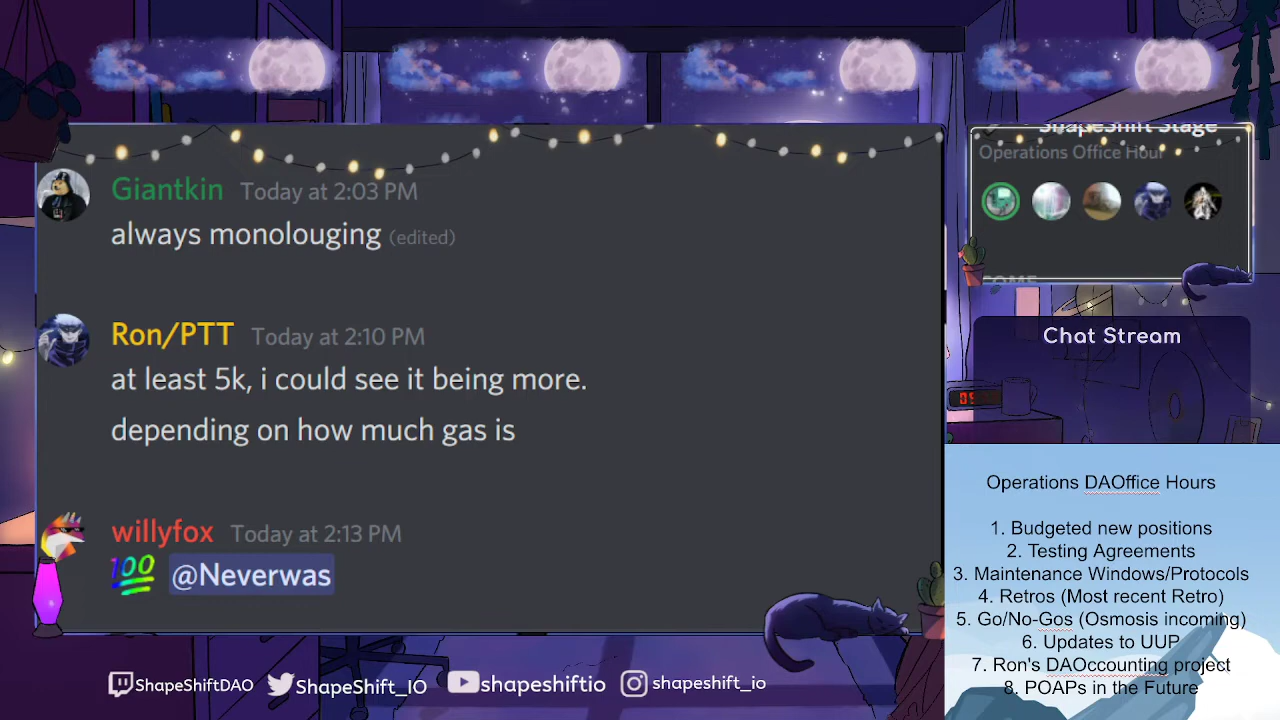 Giantkin Today at 2:03 PM
always monolouging (edited)
Ron/PTT Today at 2:10 PM
at least 5k, i could see it being more.
depending on how much gas is
willyfox Today at 2:13 PM
💯 @Neverwas
ShapeShiftDAO ShapeShift_IO shapeshiftio shapeshift_io
ShapeShift Stage
Operations Office Hour
Chat Stream
Operations DAOffice Hours
1. Budgeted new positions
2. Testing Agreements
3. Maintenance Windows/Protocols
4. Retros (Most recent Retro)
5. Go/No-Gos (Osmosis incoming)
6. Updates to UUP
7. Ron's DAOccounting project
8. POAPs in the Future